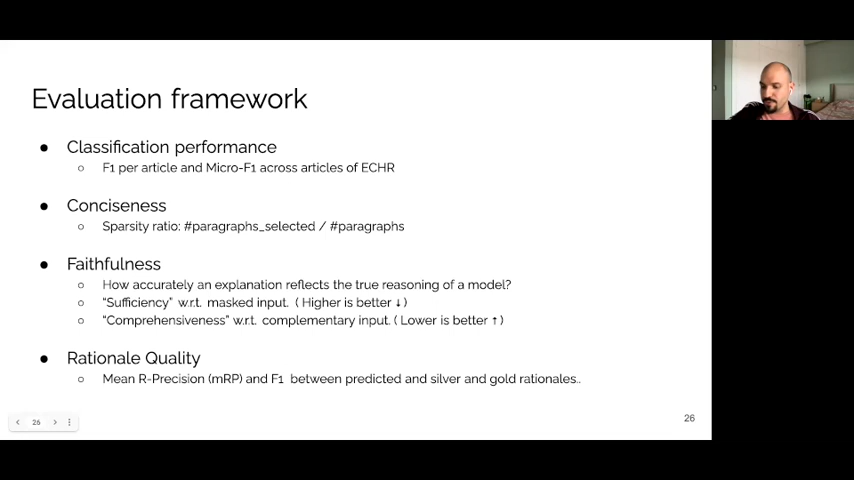 Evaluation framework
● Classification performance
○ F1 per article and Micro-F1 across articles of ECHR
● Conciseness
○ Sparsity ratio: #paragraphs_selected / #paragraphs
● Faithfulness
○ How accurately an explanation reflects the true reasoning of a model?
○ “Sufficiency” w.r.t. masked input. ( Higher is better ↓ )
○ “Comprehensiveness” w.r.t. complementary input. ( Lower is better ↑ )
● Rationale Quality
○ Mean R-Precision (mRP) and F1 between predicted and silver and gold rationales..
26
26